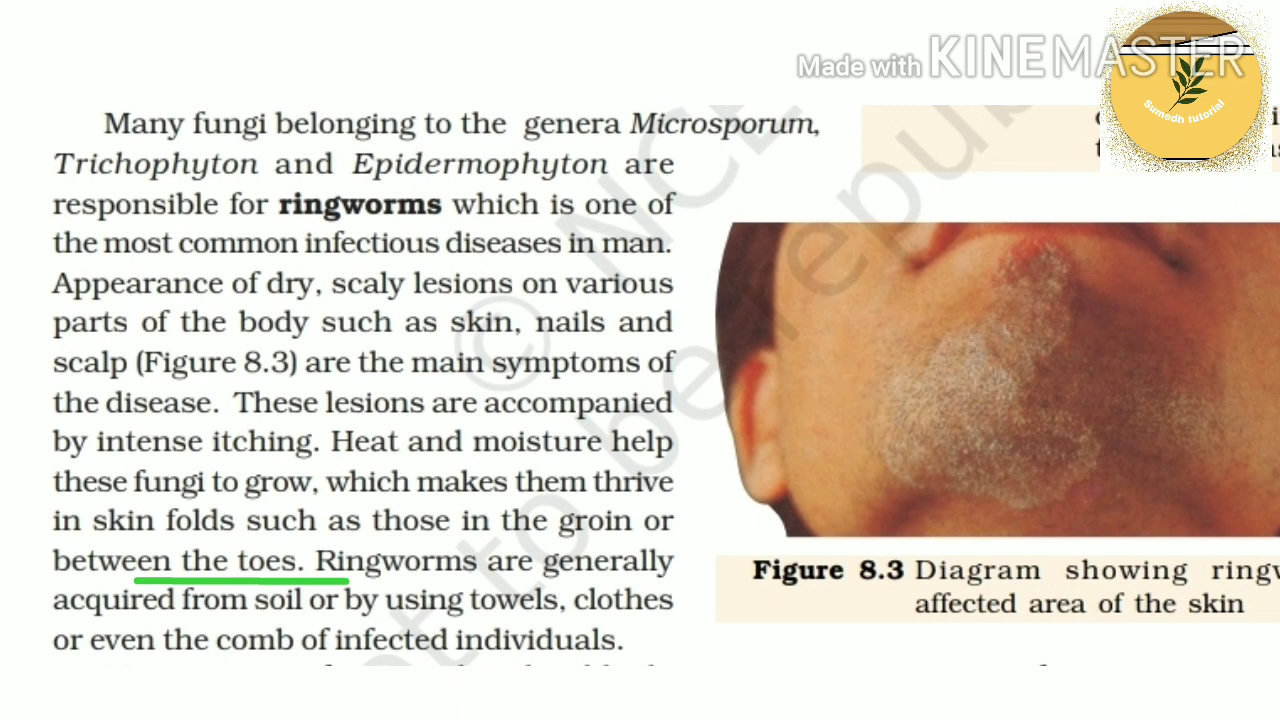 Made with KINEMASTER
Sumedh tutorial
Many fungi belonging to the genera Microsporum,
Trichophyton and Epidermophyton are
responsible for ringworms which is one of
the most common infectious diseases in man.
Appearance of dry, scaly lesions on various
parts of the body such as skin, nails and
scalp (Figure 8.3) are the main symptoms of
the disease. These lesions are accompanied
by intense itching. Heat and moisture help
these fungi to grow, which makes them thrive
in skin folds such as those in the groin or
between the toes. Ringworms are generally
acquired from soil or by using towels, clothes
or even the comb of infected individuals.
Figure 8.3 Diagram showing
affected area of the skin